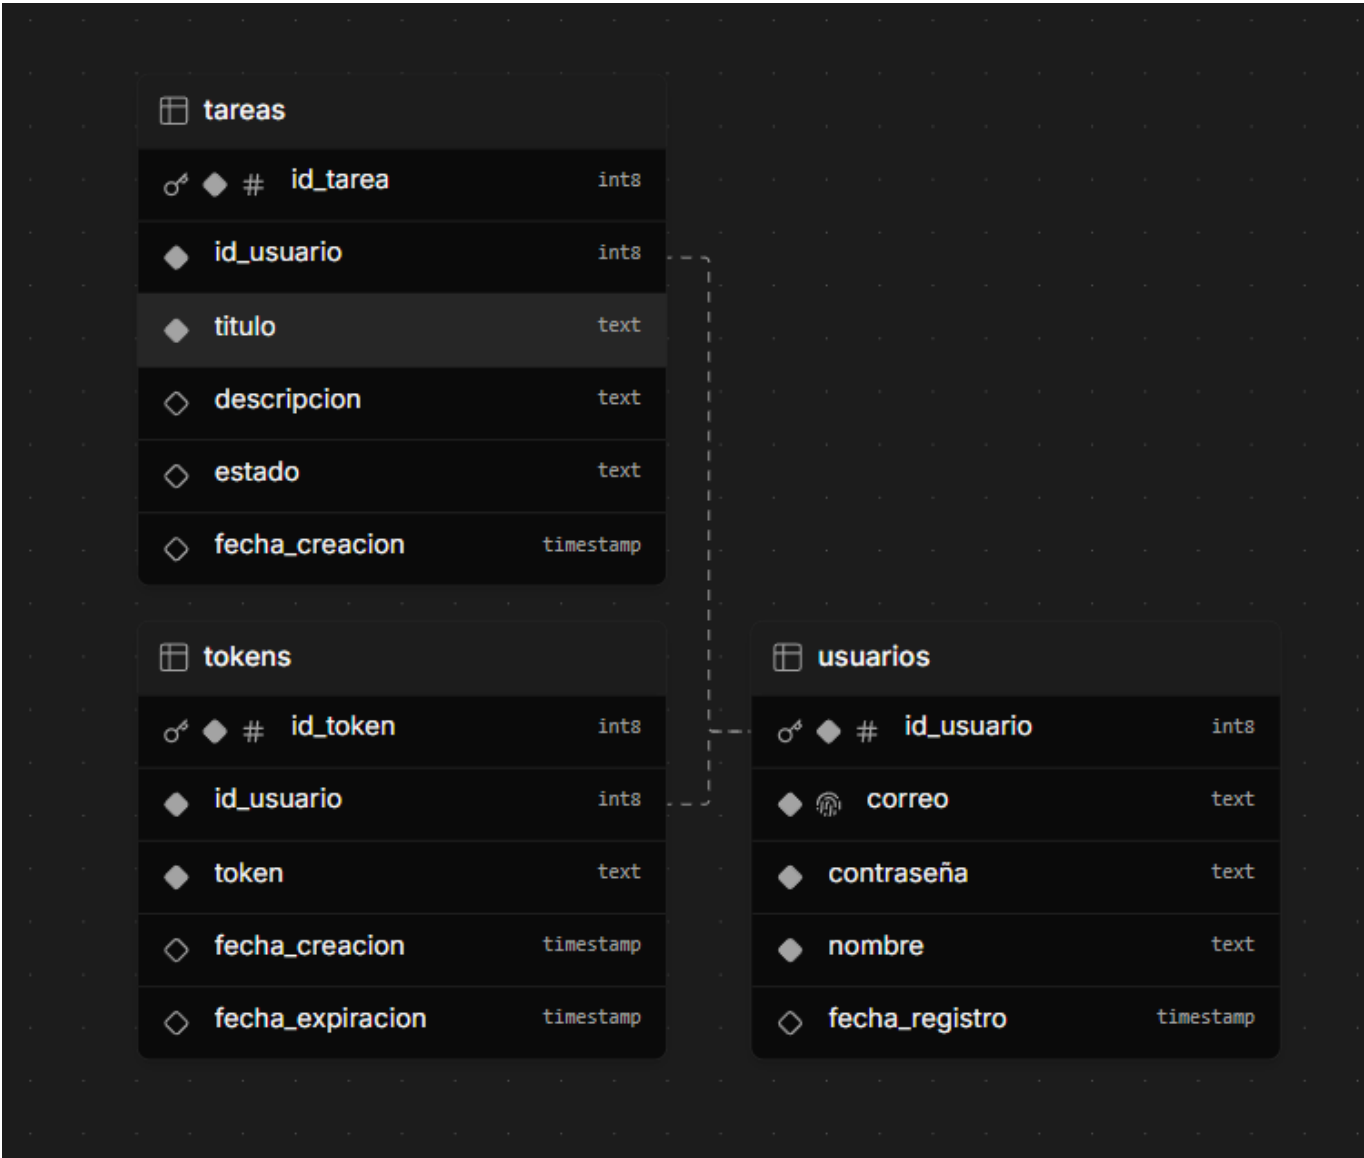 tareas
id_tarea int8
id_usuario int8
titulo text
descripcion text
estado text
fecha_creacion timestamp
tokens
id_token int8
id_usuario int8
token text
fecha_creacion timestamp
fecha_expiracion timestamp
usuarios
id_usuario int8
correo text
contraseña text
nombre text
fecha_registro timestamp